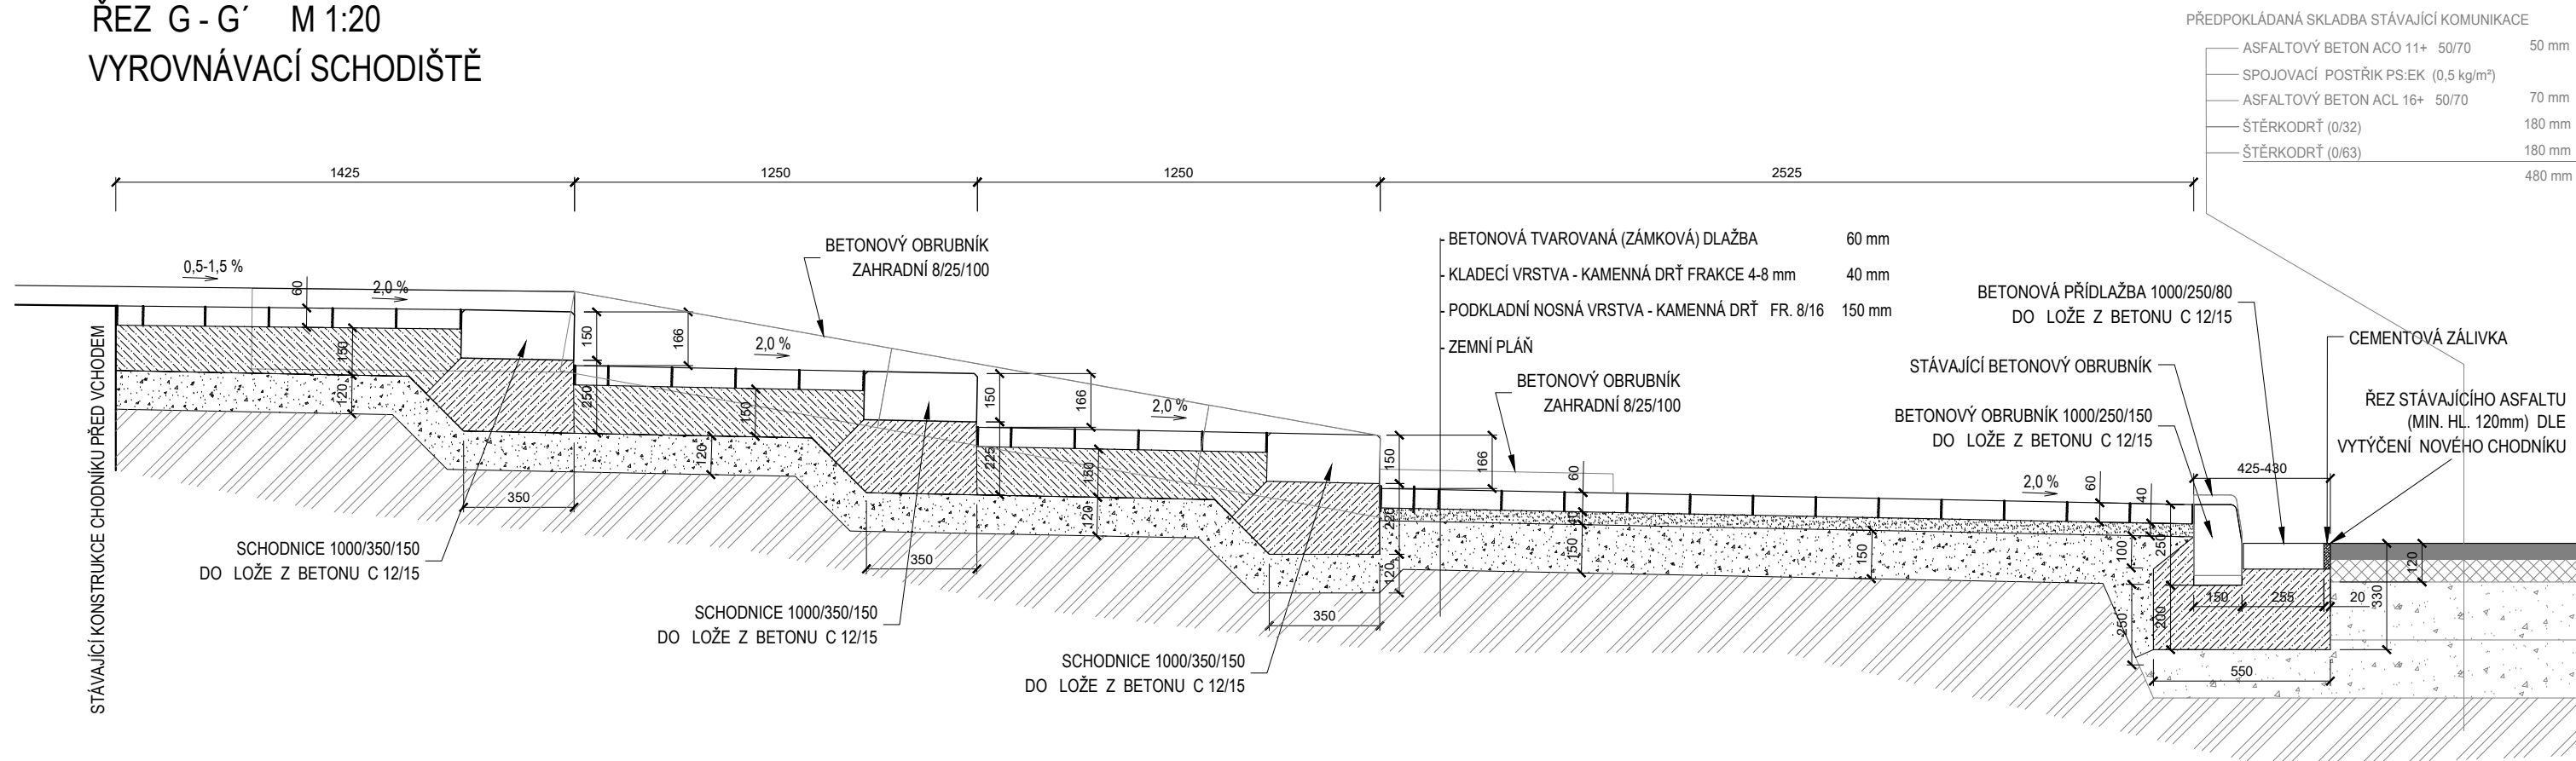 ŘEZ G - G´ M 1:20
VYROVNÁVACÍ SCHODIŠTĚ
PŘEDPOKLÁDANÁ SKLADBA STÁVAJÍCÍ KOMUNIKACE
ASFALTOVÝ BETON ACO 11+ 50/70 50 mm
SPOJOVACÍ POSTŘIK PS:EK (0,5 kg/m²)
ASFALTOVÝ BETON ACL 16+ 50/70 70 mm
ŠTĚRKODRŤ (0/32) 180 mm
ŠTĚRKODRŤ (0/63) 180 mm
480 mm
1425 1250 1250 2525
BETONOVÝ OBRUBNÍK
ZAHRADNÍ 8/25/100
- BETONOVÁ TVAROVANÁ (ZÁMKOVÁ) DLAŽBA 60 mm
- KLADECÍ VRSTVA - KAMENNÁ DRŤ FRAKCE 4-8 mm 40 mm
- PODKLADNÍ NOSNÁ VRSTVA - KAMENNÁ DRŤ FR. 8/16 150 mm
- ZEMNÍ PLÁŇ
BETONOVÝ OBRUBNÍK
ZAHRADNÍ 8/25/100
BETONOVÁ PŘÍDLAŽBA 1000/250/80
DO LOŽE Z BETONU C 12/15
STÁVAJÍCÍ BETONOVÝ OBRUBNÍK
BETONOVÝ OBRUBNÍK 1000/250/150
DO LOŽE Z BETONU C 12/15
CEMENTOVÁ ZÁLIVKA
ŘEZ STÁVAJÍCÍHO ASFALTU
(MIN. HL. 120mm) DLE
VYTÝČENÍ NOVÉHO CHODNÍKU
STÁVAJÍCÍ KONSTRUKCE CHODNÍKU PŘED VCHODEM
0,5-1,5 %
60
2,0 %
150
120
150
166
250
350
2,0 %
150
120
150
166
225
350
2,0 %
150
120
150
166
220
120
350
60
40
150
150
2,0 %
60
40
425-430
100
250
250
200
150
255
20
550
120
330
SCHODNICE 1000/350/150
DO LOŽE Z BETONU C 12/15
SCHODNICE 1000/350/150
DO LOŽE Z BETONU C 12/15
SCHODNICE 1000/350/150
DO LOŽE Z BETONU C 12/15